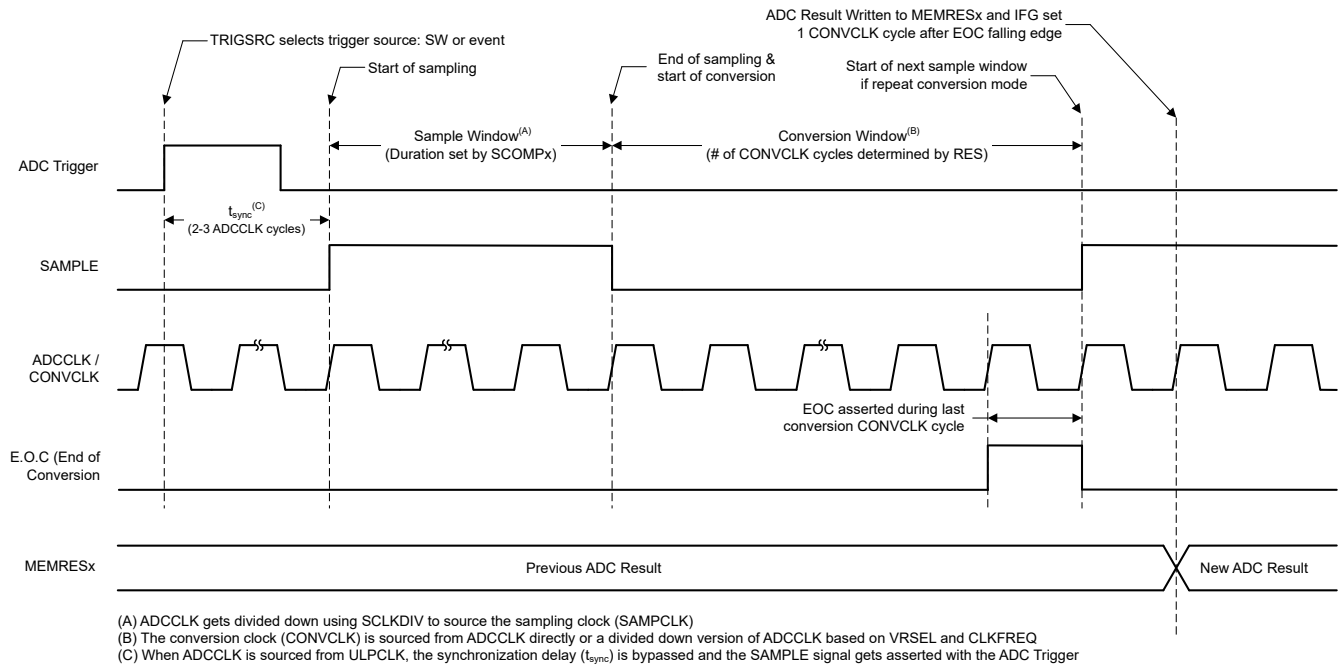 ADC Result Written to MEMRESx and IFG set
1 CONVCLK cycle after EOC falling edge
TRIGSRC selects trigger source: SW or event
Start of sampling
End of sampling &
start of conversion
Start of next sample window
if repeat conversion mode
Sample Window(A)
(Duration set by SCOMPx)
Conversion Window(B)
(# of CONVCLK cycles determined by RES)
ADC Trigger
tsync(C)
(2-3 ADCCLK cycles)
SAMPLE
ADCCLK /
CONVCLK
EOC asserted during last
conversion CONVCLK cycle
E.O.C (End of
Conversion
MEMRESx
Previous ADC Result
New ADC Result
(A) ADCCLK gets divided down using SCLKDIV to source the sampling clock (SAMPCLK)
(B) The conversion clock (CONVCLK) is sourced from ADCCLK directly or a divided down version of ADCCLK based on VRSEL and CLKFREQ
(C) When ADCCLK is sourced from ULPCLK, the synchronization delay (tsync) is bypassed and the SAMPLE signal gets asserted with the ADC Trigger